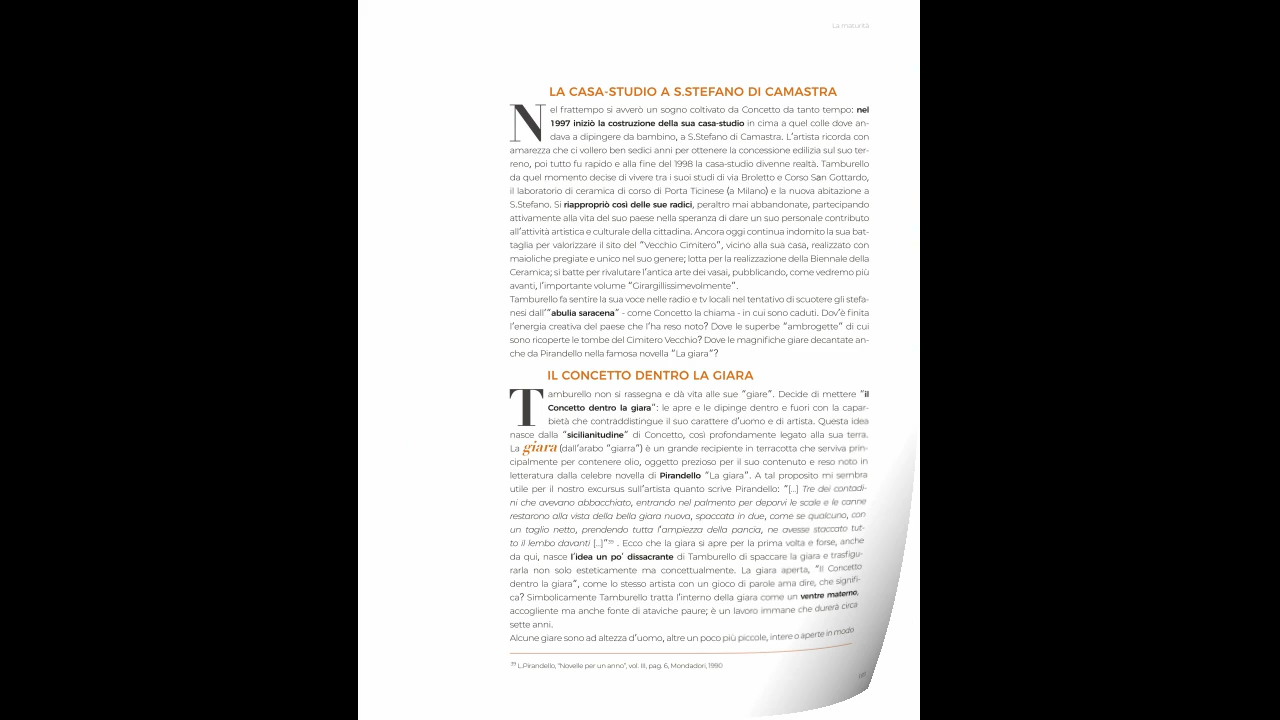 La maturità
LA CASA-STUDIO A S.STEFANO DI CAMASTRA
Nel frattempo si avverò un sogno coltivato da Concetto da tanto tempo: nel
1997 iniziò la costruzione della sua casa-studio in cima a quel colle dove an-
dava a dipingere da bambino, a S.Stefano di Camastra. L'artista ricorda con
amarezza che ci vollero ben sedici anni per ottenere la concessione edilizia sul suo ter-
reno, poi tutto fu rapido e alla fine del 1998 la casa-studio divenne realtà. Tamburello
da quel momento decise di vivere tra i suoi studi di via Broletto e Corso San Gottardo,
il laboratorio di ceramica di corso di Porta Ticinese (a Milano) e la nuova abitazione a
S.Stefano. Si riappropriò così delle sue radici, peraltro mai abbandonate, partecipando
attivamente alla vita del suo paese nella speranza di dare un suo personale contributo
all'attività artistica e culturale della cittadina. Ancora oggi continua indomito la sua bat-
taglia per valorizzare il sito del "Vecchio Cimitero", vicino alla sua casa, realizzato con
maioliche pregiate e unico nel suo genere; lotta per la realizzazione della Biennale della
Ceramica; si batte per rivalutare l'antica arte dei vasai, pubblicando, come vedremo più
avanti, l'importante volume "Girargillissimevolmente".
Tamburello fa sentire la sua voce nelle radio e tv locali nel tentativo di scuotere gli stefa-
nesi dall'"abulia saracena" - come Concetto la chiama - in cui sono caduti. Dov'è finita
l'energia creativa del paese che l'ha reso noto? Dove le superbe "ambrogette" di cui
sono ricoperte le tombe del Cimitero Vecchio? Dove le magnifiche giare decantate an-
che da Pirandello nella famosa novella "La giara"?
IL CONCETTO DENTRO LA GIARA
Tamburello non si rassegna e dà vita alle sue "giare". Decide di mettere "il
Concetto dentro la giara": le apre e le dipinge dentro e fuori con la capar-
bietà che contraddistingue il suo carattere d'uomo e di artista. Questa idea
nasce dalla "sicilianitudine" di Concetto, così profondamente legato alla sua terra.
La giara (dall'arabo "giarra") è un grande recipiente in terracotta che serviva prin-
cipalmente per contenere olio, oggetto prezioso per il suo contenuto e reso noto in
letteratura dalla celebre novella di Pirandello "La giara". A tal proposito mi sembra
utile per il nostro excursus sull'artista quanto scrive Pirandello: "[...] Tre dei contadi-
ni che avevano abbacchiato, entrando nel palmento per deporvi le scale e le canne
restarono alla vista della bella giara nuova, spaccata in due, come se qualcuno, con
un taglio netto, prendendo tutta l'ampiezza della pancia, ne avesse staccato tut-
to il lembo davanti [...]"³⁹ . Ecco che la giara si apre per la prima volta e forse, anche
da qui, nasce l'idea un po' dissacrante di Tamburello di spaccare la giara e trasfigu-
rarla non solo esteticamente ma concettualmente. La giara aperta, "Il Concetto
dentro la giara", come lo stesso artista con un gioco di parole ama dire, che signifi-
ca? Simbolicamente Tamburello tratta l'interno della giara come un ventre materno,
accogliente ma anche fonte di ataviche paure; è un lavoro immane che durerà circa
sette anni.
Alcune giare sono ad altezza d'uomo, altre un poco più piccole, intere o aperte in modo
³⁹ L.Pirandello, "Novelle per un anno", vol. III, pag. 6, Mondadori, 1990